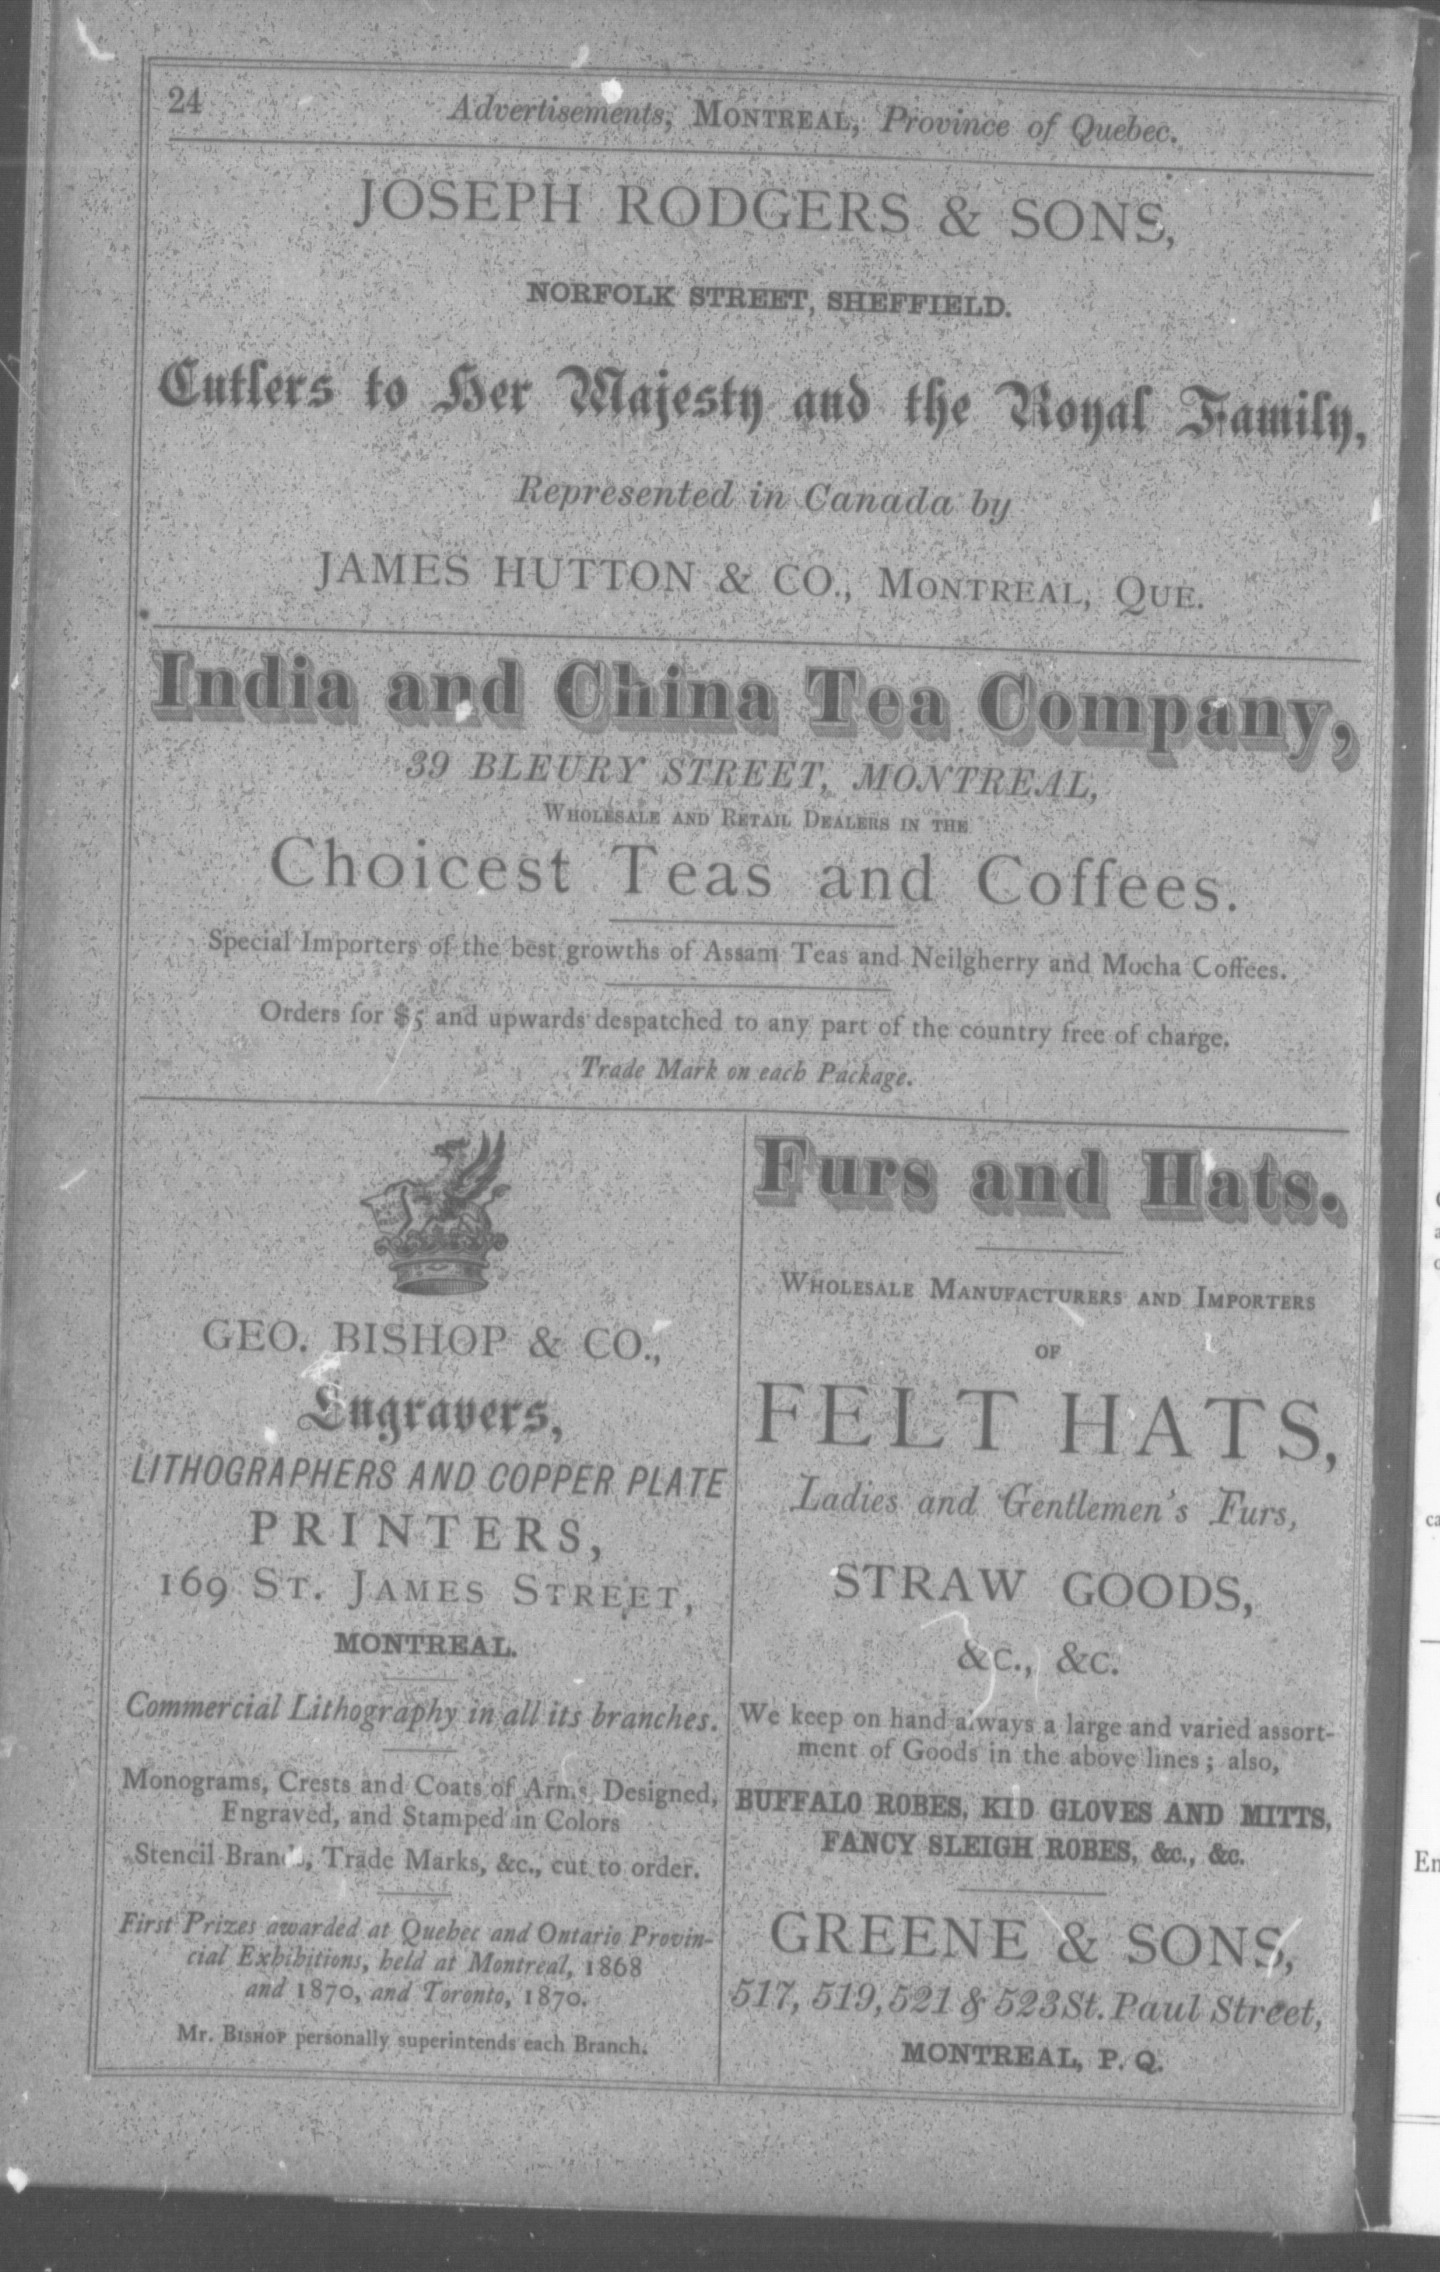 24
Advertisements, MONTREAL, Province of Quebec.
JOSEPH RODGERS & SONS,
NORFOLK STREET, SHEFFIELD.
Cutlers to Her Majesty and the Royal Family,
Represented in Canada by
JAMES HUTTON & CO., MONTREAL, QUE.
India and China Tea Company,
39 BLEURY STREET, MONTREAL,
WHOLESALE AND RETAIL DEALERS IN THE
Choicest Teas and Coffees.
Special Importers of the best growths of Assam Teas and Neilgherry and Mocha Coffees.
Orders for $5 and upwards despatched to any part of the country free of charge.
Trade Mark on each Package.
GEO. BISHOP & CO.,
Engravers,
LITHOGRAPHERS AND COPPER PLATE
PRINTERS,
169 ST. JAMES STREET,
MONTREAL.
Commercial Lithography in all its branches.
Monograms, Crests and Coats of Arms, Designed,
Engraved, and Stamped in Colors
Stencil Brands, Trade Marks, &c., cut to order.
First Prizes awarded at Quebec and Ontario Provin-
cial Exhibitions, held at Montreal, 1868
and 1870, and Toronto, 1870.
Mr. BISHOP personally superintends each Branch.
Furs and Hats.
WHOLESALE MANUFACTURERS AND IMPORTERS
OF
FELT HATS,
Ladies and Gentlemen's Furs,
STRAW GOODS,
&C., &C.
We keep on hand always a large and varied assort-
ment of Goods in the above lines; also,
BUFFALO ROBES, KID GLOVES AND MITTS,
FANCY SLEIGH ROBES, &c., &c.
GREENE & SONS,
517, 519, 521 & 523 St. Paul Street,
MONTREAL, P. Q.